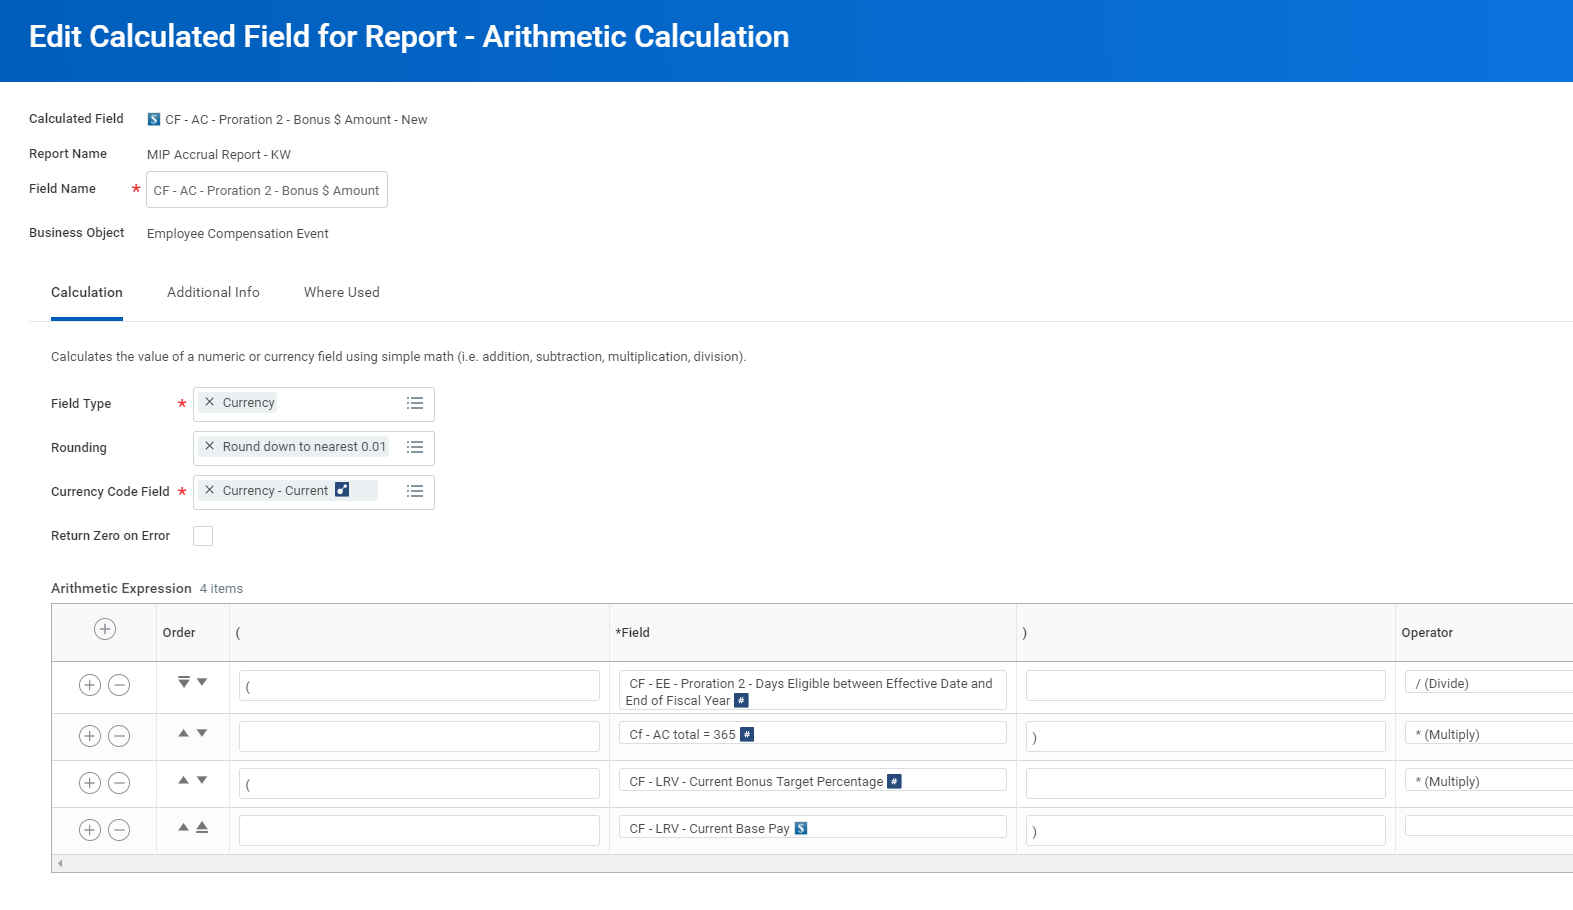 Edit Calculated Field for Report - Arithmetic Calculation
Calculated Field CF - AC - Proration 2 - Bonus $ Amount - New
Report Name MIP Accrual Report - KW
Field Name * CF - AC - Proration 2 - Bonus $ Amount
Business Object Employee Compensation Event
Calculation Additional Info Where Used
Calculates the value of a numeric or currency field using simple math (i.e. addition, subtraction, multiplication, division).
Field Type * × Currency
Rounding × Round down to nearest 0.01
Currency Code Field * × Currency - Current
Return Zero on Error
Arithmetic Expression 4 items
Order ( *Field ) Operator
( CF - EE - Proration 2 - Days Eligible between Effective Date and / (Divide)
End of Fiscal Year #
Cf - AC total = 365 # ) * (Multiply)
( CF - LRV - Current Bonus Target Percentage # * (Multiply)
CF - LRV - Current Base Pay $ )